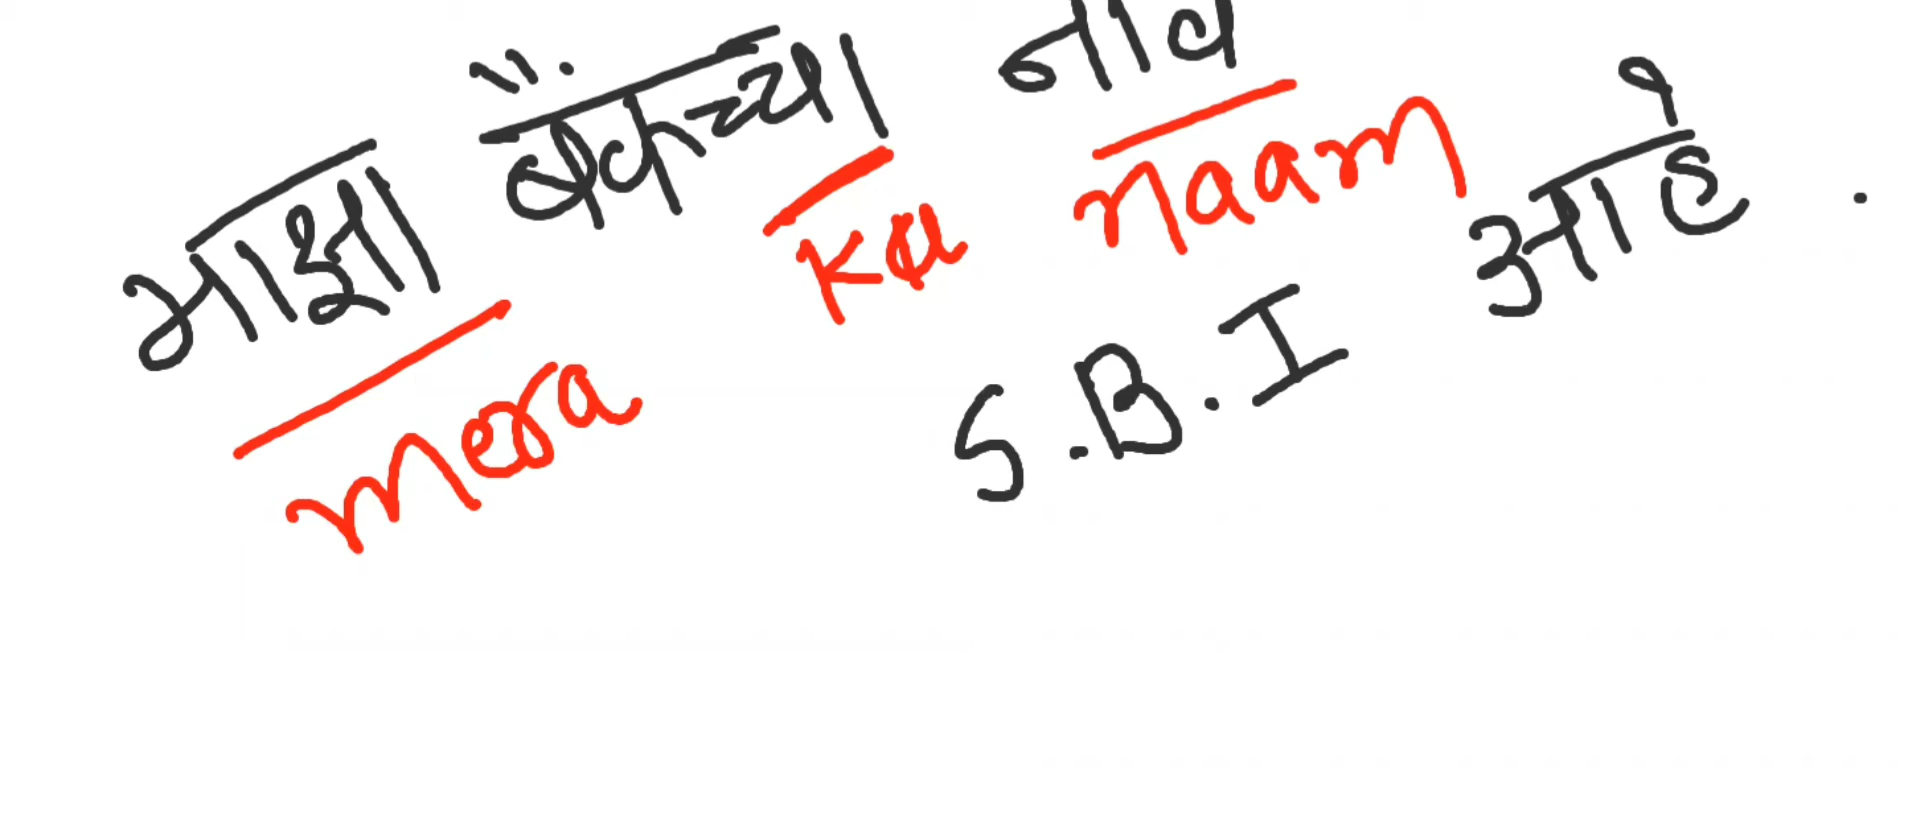 माझ्या बँकेच्या नाव
ka naam
S.B.I आहे .
mera